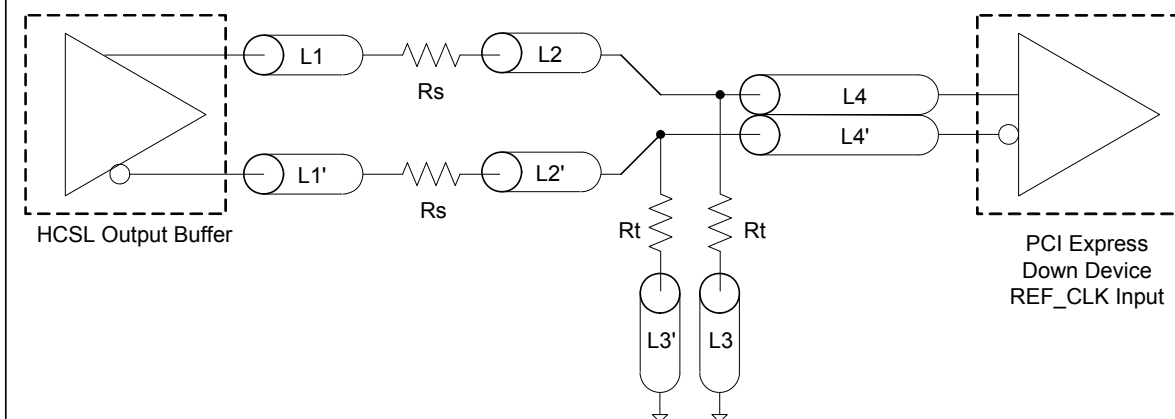 L1
Rs
L2
L4
L4'
L1'
Rs
L2'
HCSL Output Buffer
Rt
Rt
L3'
L3
PCI Express
Down Device
REF_CLK Input